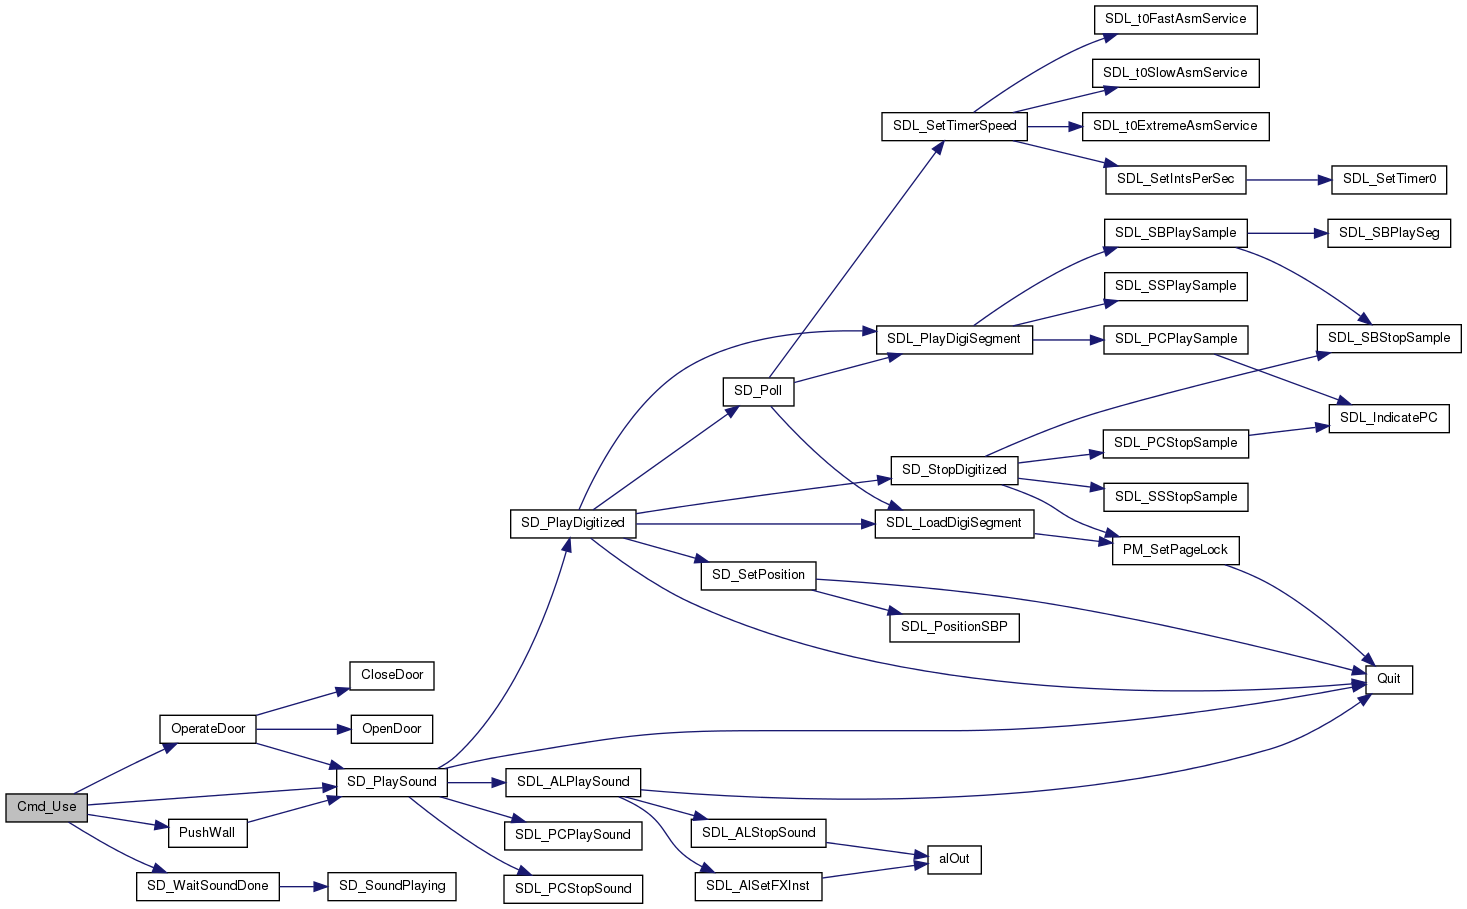 SDL_t0FastAsmService
SDL_t0SlowAsmService
SDL_SetTimerSpeed
SDL_t0ExtremeAsmService
SDL_SetIntsPerSec
SDL_SetTimer0
SDL_SBPlaySample
SDL_SBPlaySeg
SDL_SSPlaySample
SDL_PlayDigiSegment
SDL_PCPlaySample
SDL_SBStopSample
SD_Poll
SDL_IndicatePC
SDL_PCStopSample
SD_StopDigitized
SDL_SSStopSample
SD_PlayDigitized
SDL_LoadDigiSegment
PM_SetPageLock
SD_SetPosition
SDL_PositionSBP
CloseDoor
Quit
OperateDoor
OpenDoor
SD_PlaySound
SDL_ALPlaySound
Cmd_Use
PushWall
SDL_PCPlaySound
SDL_ALStopSound
alOut
SD_WaitSoundDone
SD_SoundPlaying
SDL_PCStopSound
SDL_AlSetFXInst